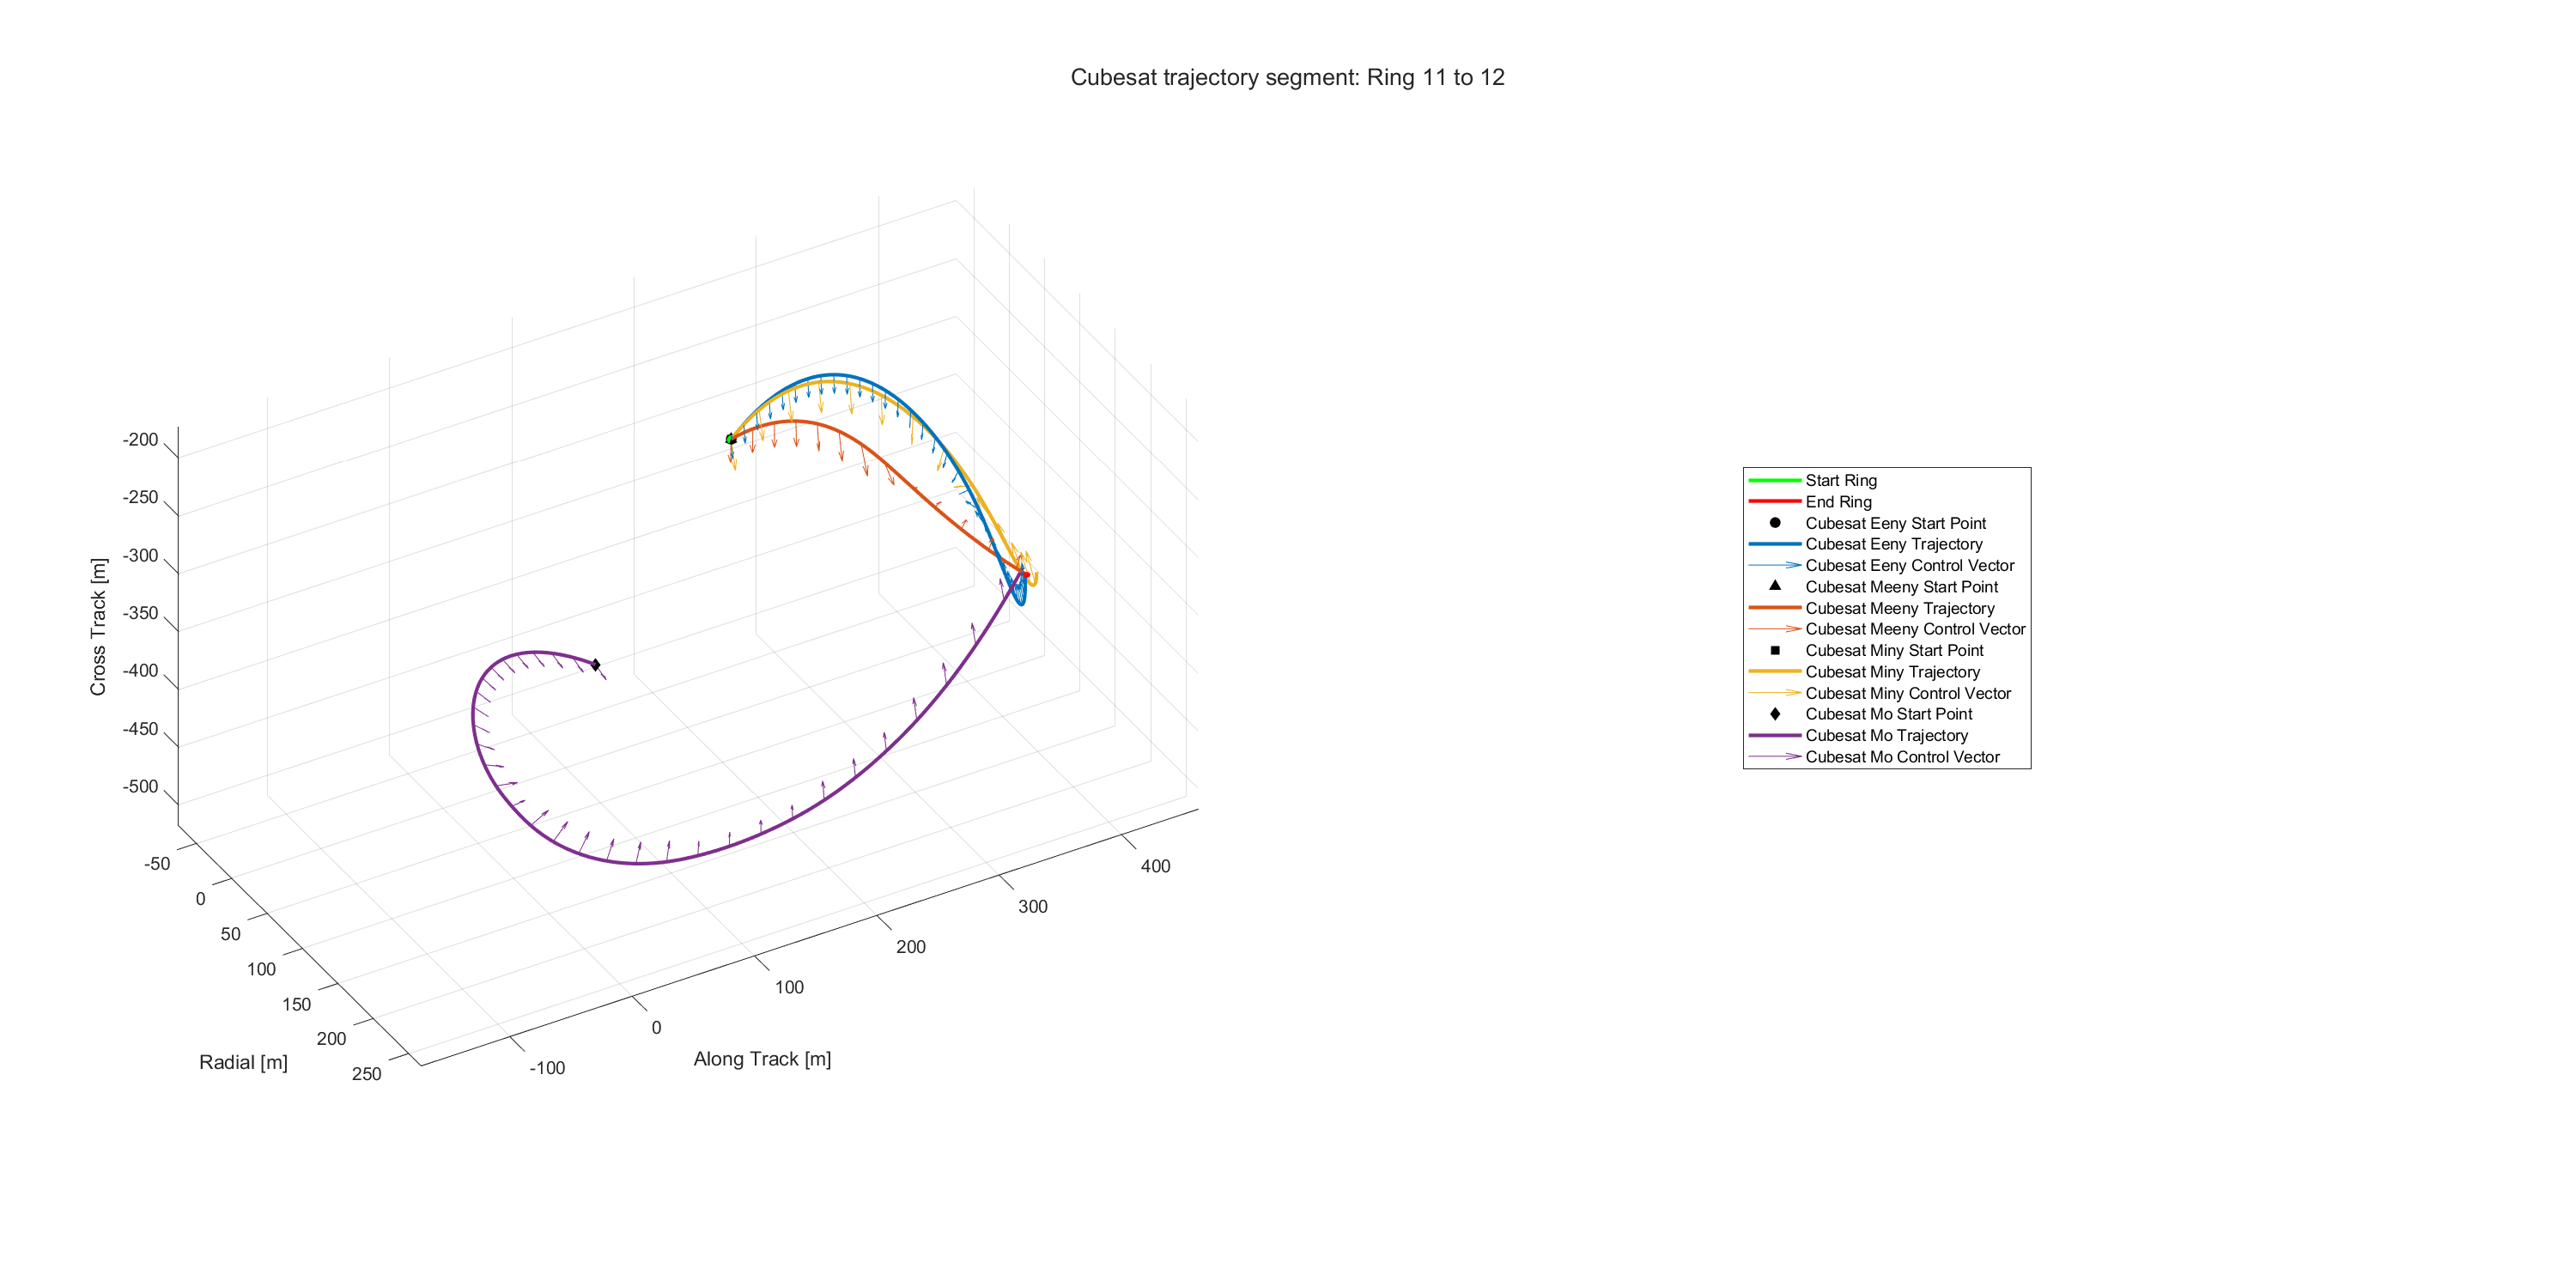 Cubesat trajectory segment: Ring 11 to 12
-200
-250
-300
-350
-400
-450
-500
Cross Track [m]
-50
0
50
100
150
200
250
Radial [m]
-100
0
100
200
300
400
Along Track [m]
Start Ring
End Ring
Cubesat Eeny Start Point
Cubesat Eeny Trajectory
Cubesat Eeny Control Vector
Cubesat Meeny Start Point
Cubesat Meeny Trajectory
Cubesat Meeny Control Vector
Cubesat Miny Start Point
Cubesat Miny Trajectory
Cubesat Miny Control Vector
Cubesat Mo Start Point
Cubesat Mo Trajectory
Cubesat Mo Control Vector